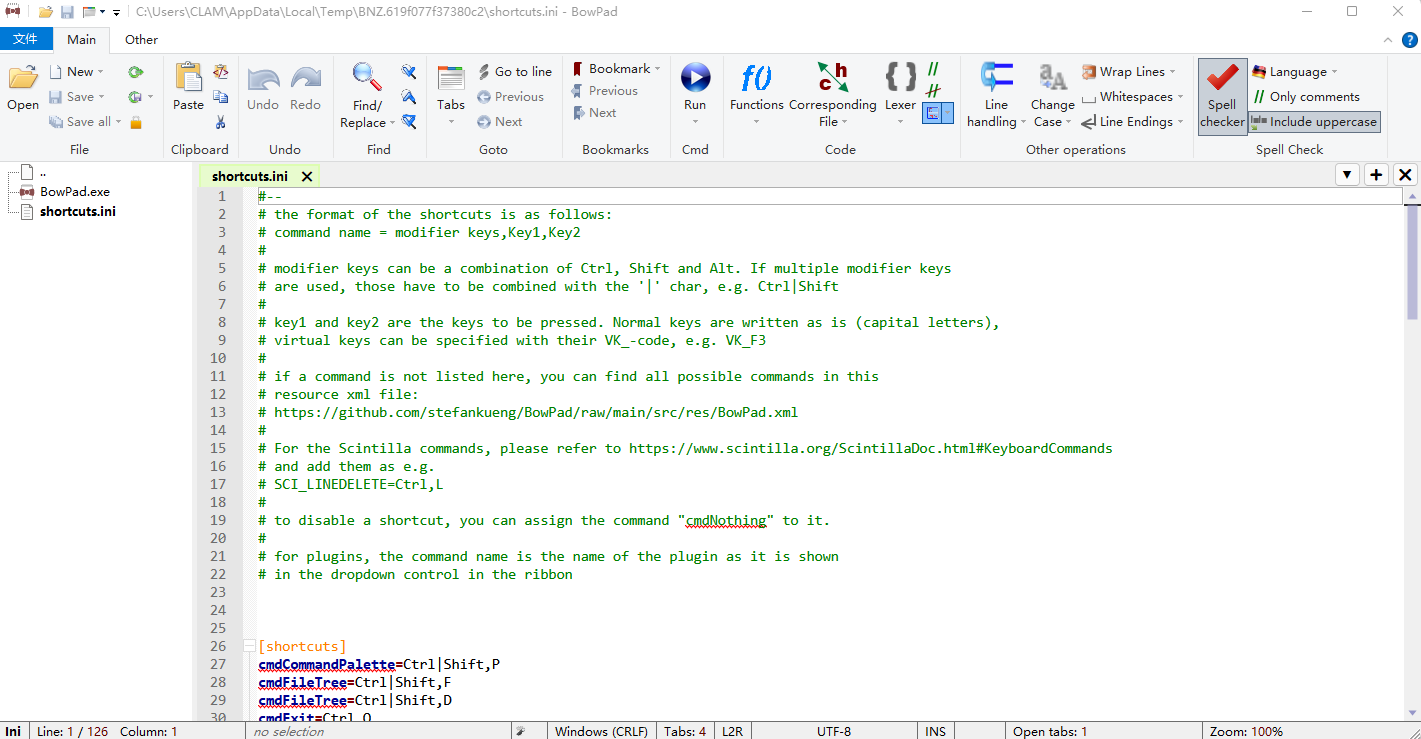 C:\Users\CLAM\AppData\Local\Temp\BNZ.619f077f37380c2\shortcuts.ini - BowPad
文件 Main Other
Open
New
Save
Save all
File
Paste
Clipboard
Undo Redo
Undo
Find/
Replace
Find
Tabs
Go to line
Previous
Next
Goto
Bookmark
Previous
Next
Bookmarks
Run
Cmd
Functions
Corresponding
File
Lexer
Code
Line
handling
Change
Case
Wrap Lines
Whitespaces
Line Endings
Other operations
Spell
checker
Language
Only comments
Include uppercase
Spell Check
..
BowPad.exe
shortcuts.ini
shortcuts.ini
1 #--
2 # the format of the shortcuts is as follows:
3 # command name = modifier keys,Key1,Key2
4 #
5 # modifier keys can be a combination of Ctrl, Shift and Alt. If multiple modifier keys
6 # are used, those have to be combined with the '|' char, e.g. Ctrl|Shift
7 #
8 # key1 and key2 are the keys to be pressed. Normal keys are written as is (capital letters),
9 # virtual keys can be specified with their VK_-code, e.g. VK_F3
10 #
11 # if a command is not listed here, you can find all possible commands in this
12 # resource xml file:
13 # https://github.com/stefankueng/BowPad/raw/main/src/res/BowPad.xml
14 #
15 # For the Scintilla commands, please refer to https://www.scintilla.org/ScintillaDoc.html#KeyboardCommands
16 # and add them as e.g.
17 # SCI_LINEDELETE=Ctrl,L
18 #
19 # to disable a shortcut, you can assign the command "cmdNothing" to it.
20 #
21 # for plugins, the command name is the name of the plugin as it is shown
22 # in the dropdown control in the ribbon
23
24
25
26 [shortcuts]
27 cmdCommandPalette=Ctrl|Shift,P
28 cmdFileTree=Ctrl|Shift,F
29 cmdFileTree=Ctrl|Shift,D
30 cmdExit=Ctrl,Q
Ini Line: 1 / 126 Column: 1 no selection Windows (CRLF) Tabs: 4 L2R UTF-8 INS Open tabs: 1 Zoom: 100%